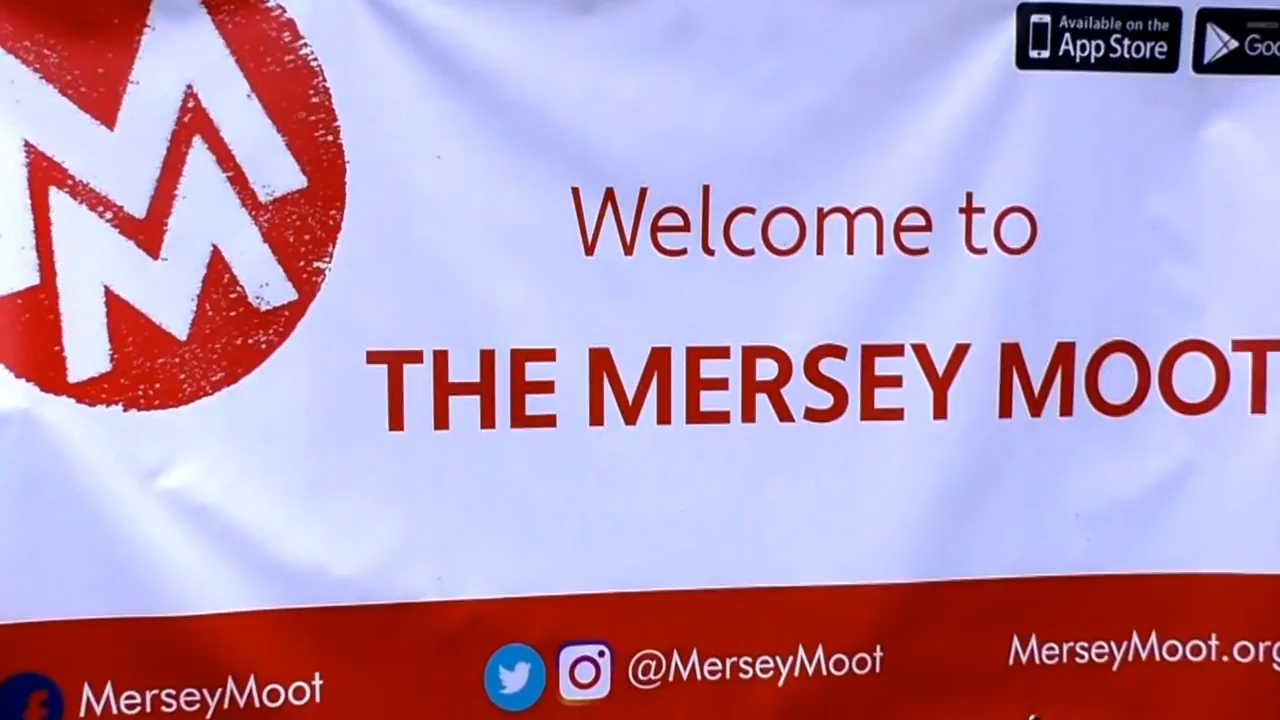 Available on the
App Store
Welcome to
THE MERSEY MOOT
MerseyMoot
@MerseyMoot
MerseyMoot.org